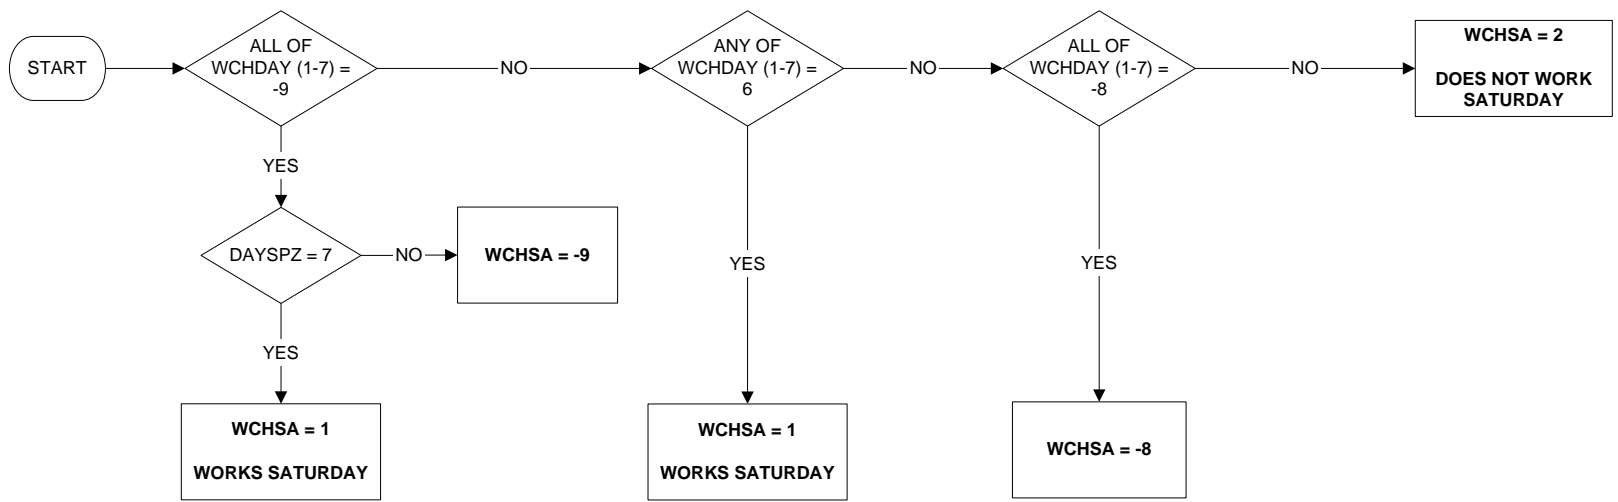 START
ALL OF
WCHDAY (1-7) =
-9
NO
ANY OF
WCHDAY (1-7) =
6
NO
ALL OF
WCHDAY (1-7) =
-8
NO
WCHSA = 2
DOES NOT WORK
SATURDAY
YES
DAYSPZ = 7
NO
WCHSA = -9
YES
YES
YES
WCHSA = 1
WORKS SATURDAY
WCHSA = 1
WORKS SATURDAY
WCHSA = -8